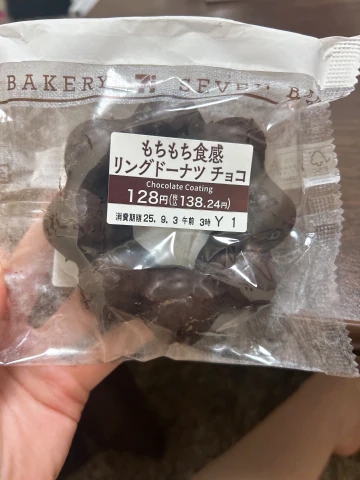 BAKERY 7 SEVEN BA
もちもち食感
リングドーナツ チョコ
Chocolate Coating
128円(税込138.24円)
消費期限25. 9. 3午前 3時 Y 1